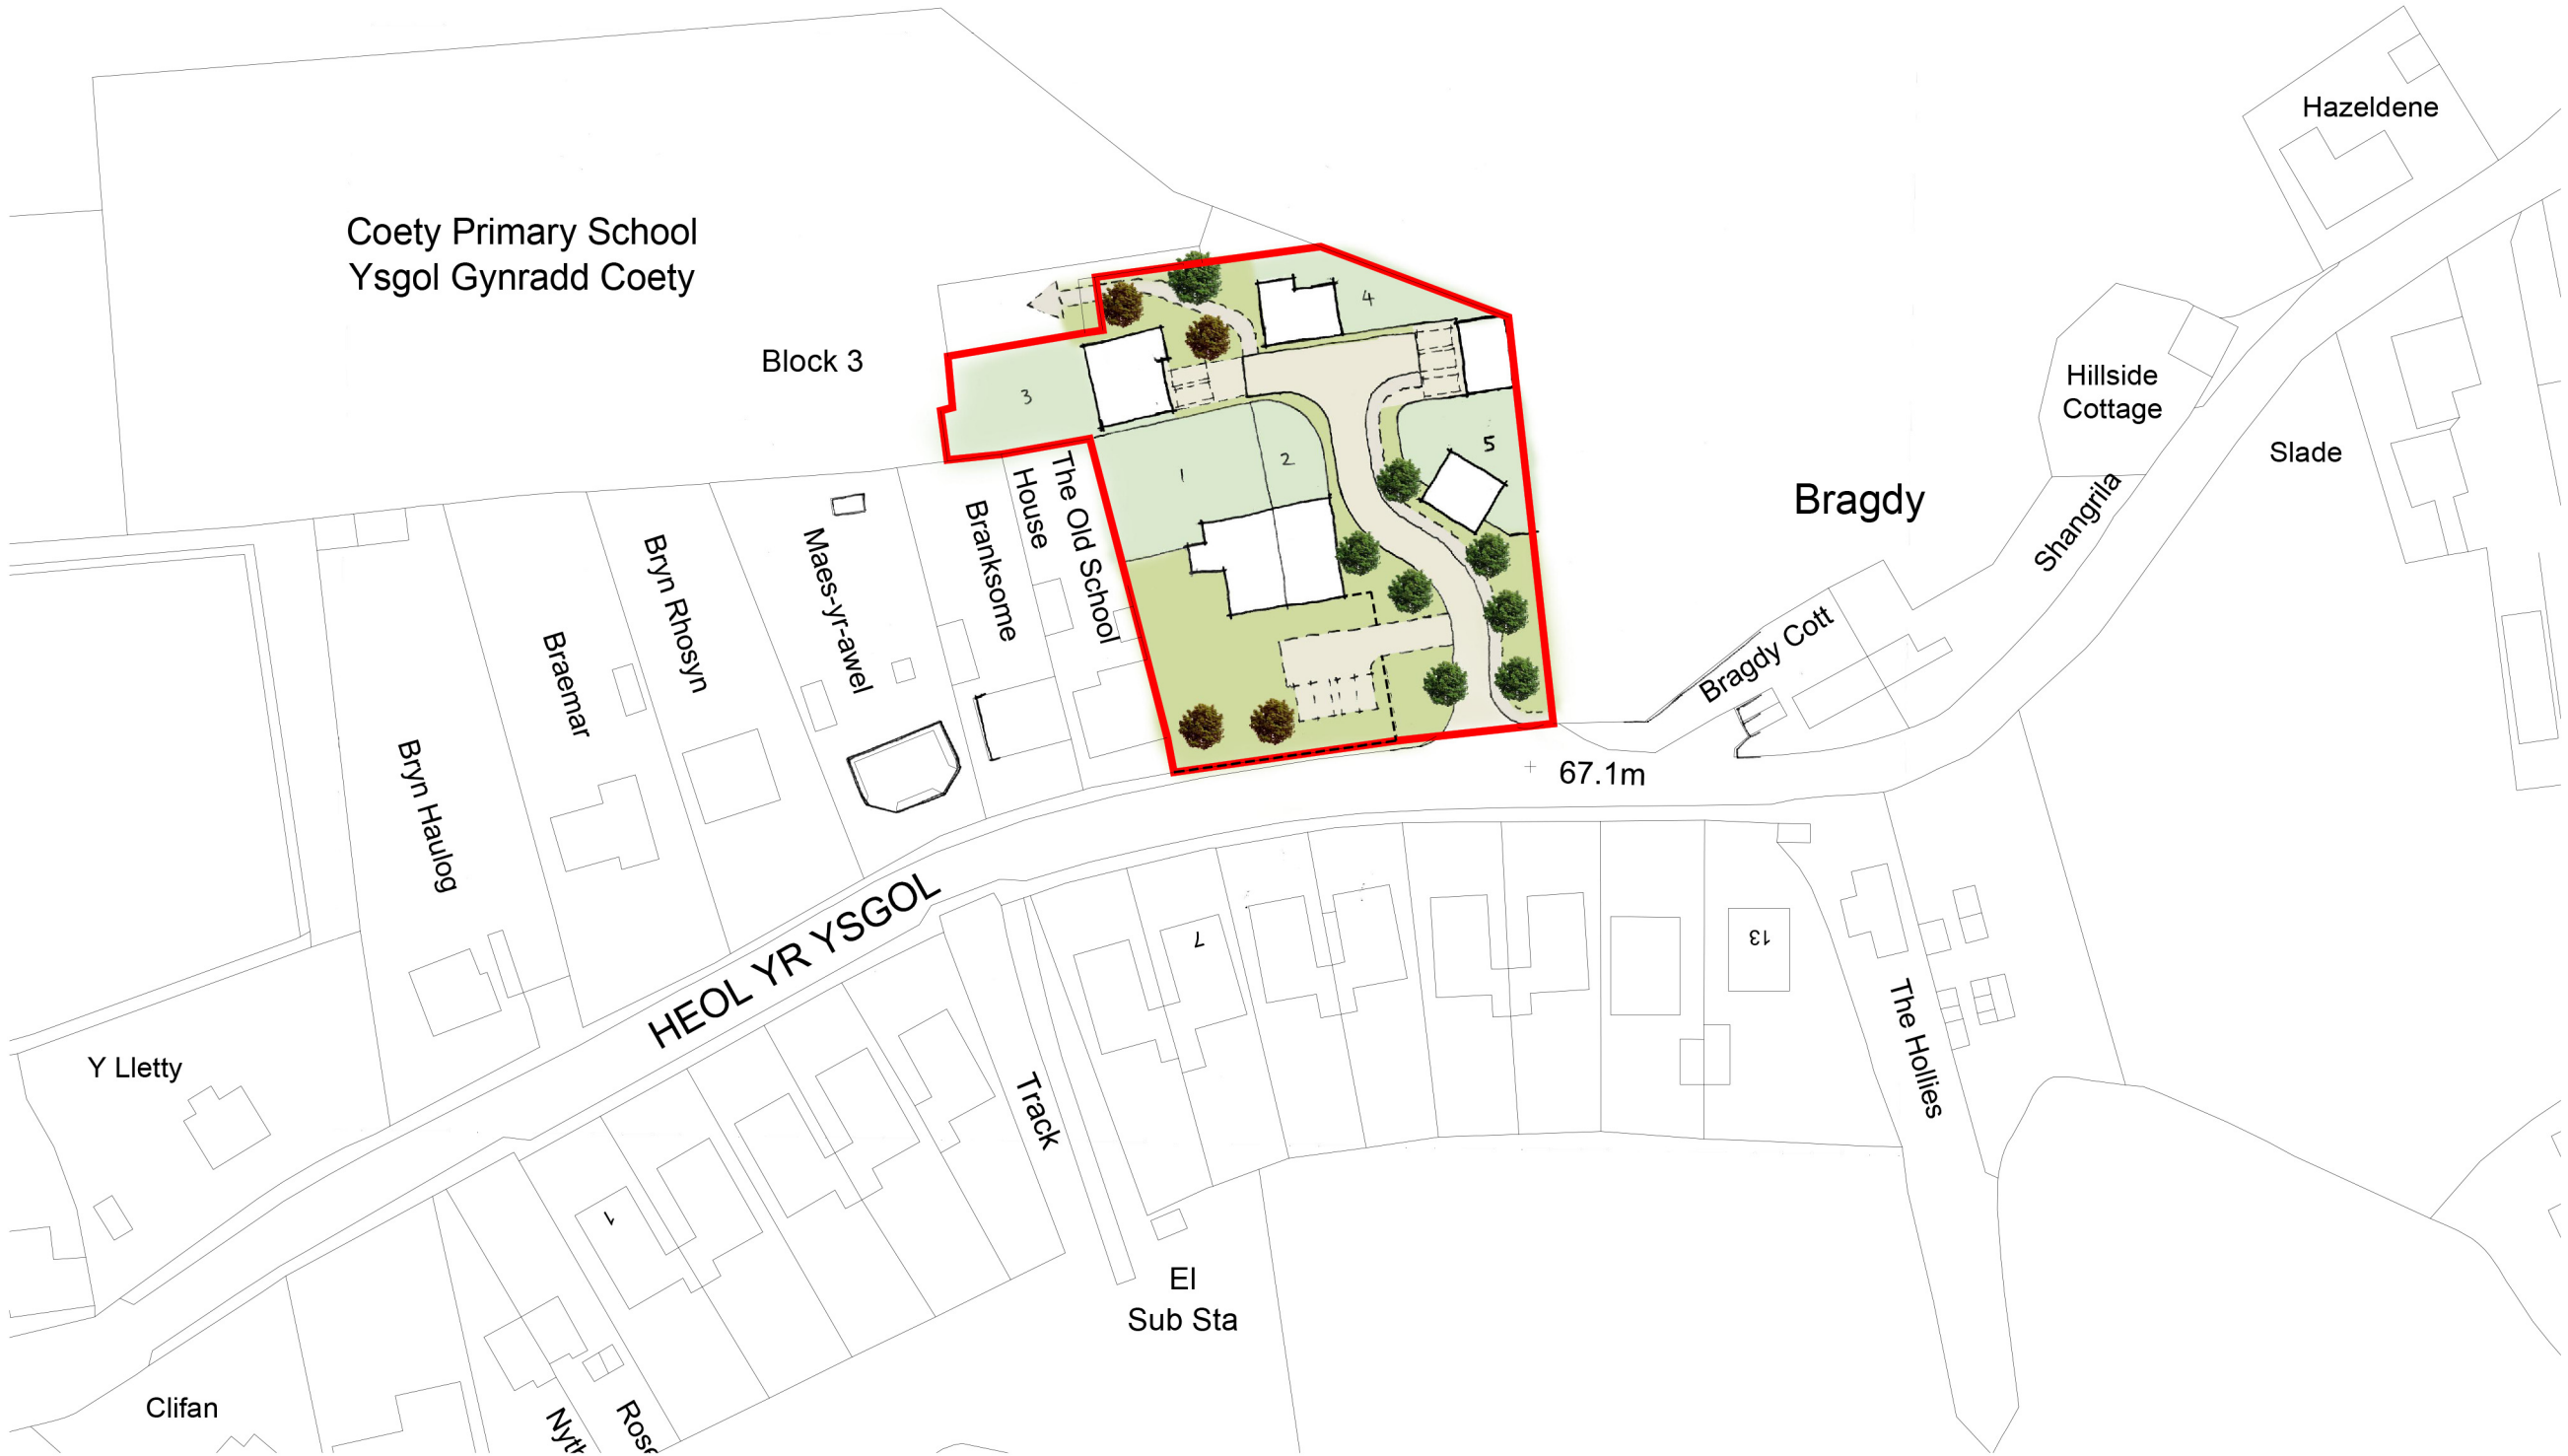 Hazeldene
Coety Primary School
Ysgol Gynradd Coety
Block 3
4
3
1
2
5
Hillside
Cottage
Slade
Bragdy
Shangrila
The Old School
House
Branksome
Maes-yr-awel
Bryn Rhosyn
Braemar
Bryn Haulog
Bragdy Cott
67.1m
HEOL YR YSGOL
7
13
The Hollies
Track
Y Lletty
1
El
Sub Sta
Clifan
Nyth
Rose